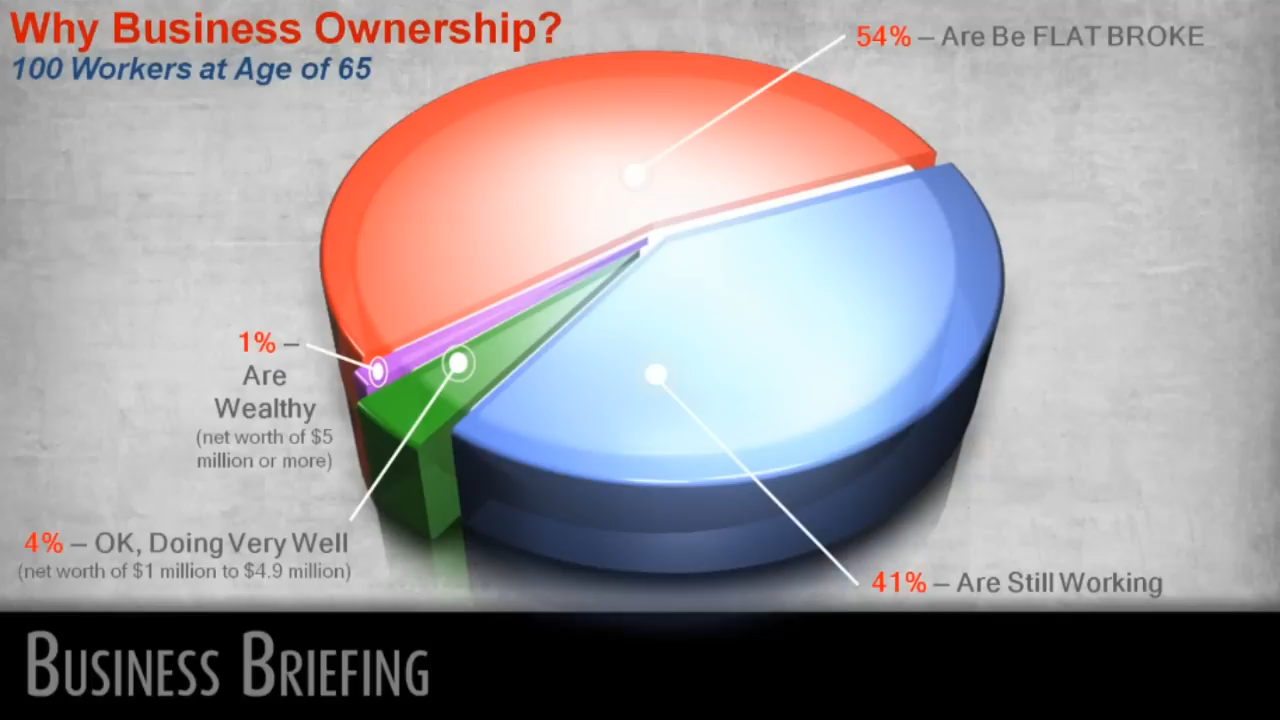 Why Business Ownership?
100 Workers at Age of 65
54% – Are Be FLAT BROKE
1% –
Are
Wealthy
(net worth of $5
million or more)
4% – OK, Doing Very Well
(net worth of $1 million to $4.9 million)
41% – Are Still Working
BUSINESS BRIEFING